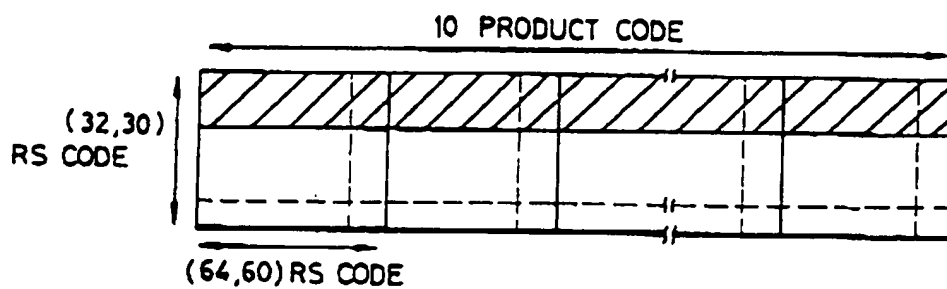 10 PRODUCT CODE
(32,30)
RS CODE
(64,60) RS CODE